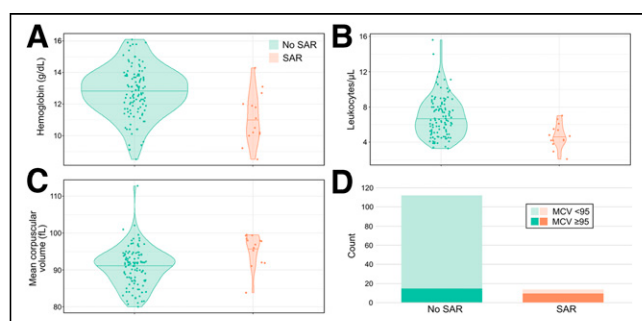 A
Hemoglobin (g/dL)
16
14
12
10
No SAR
SAR
B
Leukocytes/µL
16
12
8
4
C
Mean corpuscular
volume (fL)
110
100
90
80
D
Count
120
100
80
60
40
20
0
MCV <95
MCV ≥95
No SAR
SAR